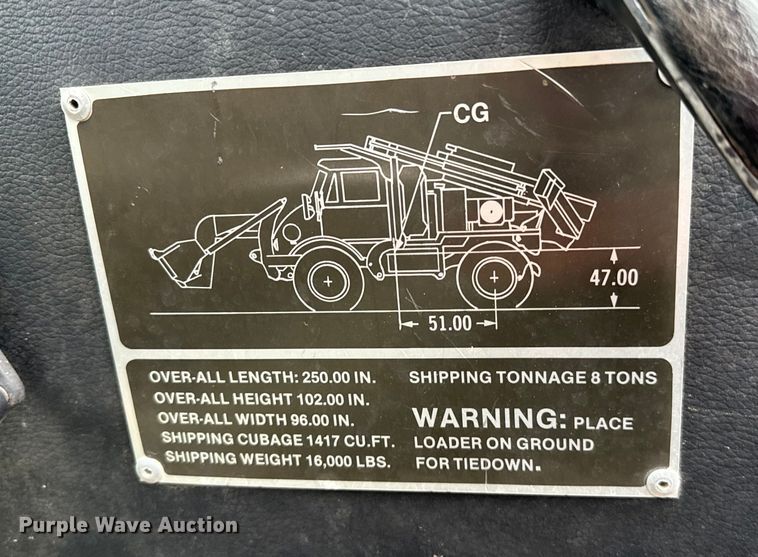 CG
47.00
51.00
OVER-ALL LENGTH: 250.00 IN.
OVER-ALL HEIGHT 102.00 IN.
OVER-ALL WIDTH 96.00 IN.
SHIPPING CUBAGE 1417 CU.FT.
SHIPPING WEIGHT 16,000 LBS.
SHIPPING TONNAGE 8 TONS
WARNING: PLACE
LOADER ON GROUND
FOR TIEDOWN.
Purple Wave Auction